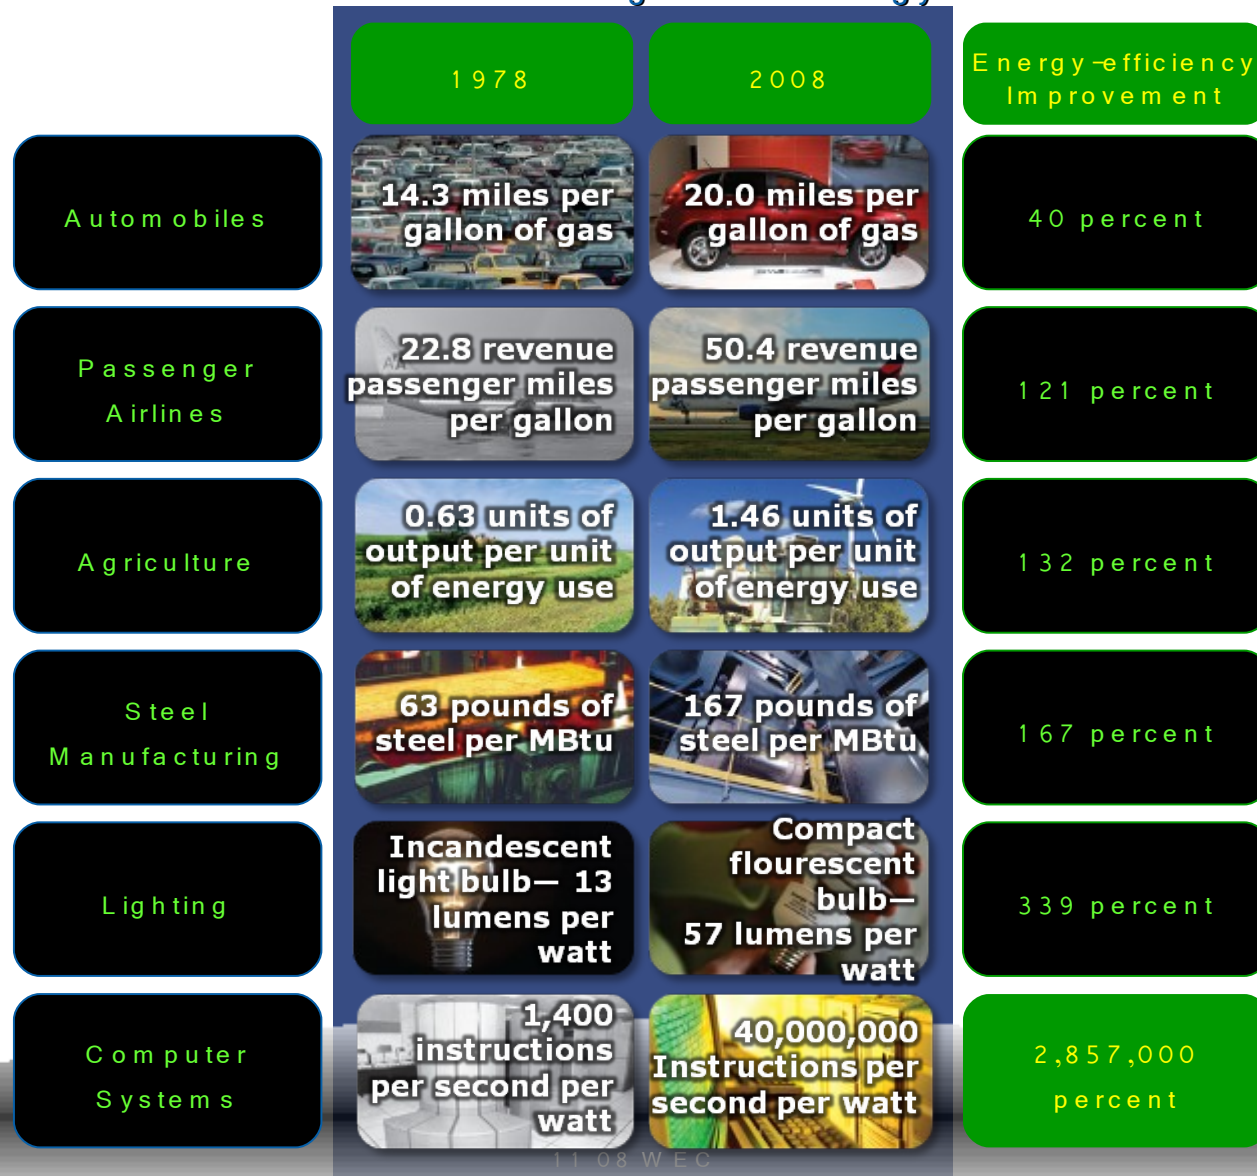 1978
2008
Energy-efficiency
Improvement
Automobiles
14.3 miles per
gallon of gas
20.0 miles per
gallon of gas
40 percent
Passenger
Airlines
22.8 revenue
passenger miles
per gallon
50.4 revenue
passenger miles
per gallon
121 percent
Agriculture
0.63 units of
output per unit
of energy use
1.46 units of
output per unit
of energy use
132 percent
Steel
Manufacturing
63 pounds of
steel per MBtu
167 pounds of
steel per MBtu
167 percent
Lighting
Incandescent
light bulb— 13
lumens per
watt
Compact
flourescent
bulb—
57 lumens per
watt
339 percent
Computer
Systems
1,400
instructions
per second per
watt
40,000,000
Instructions per
second per watt
2,857,000
percent
11 08 WEC